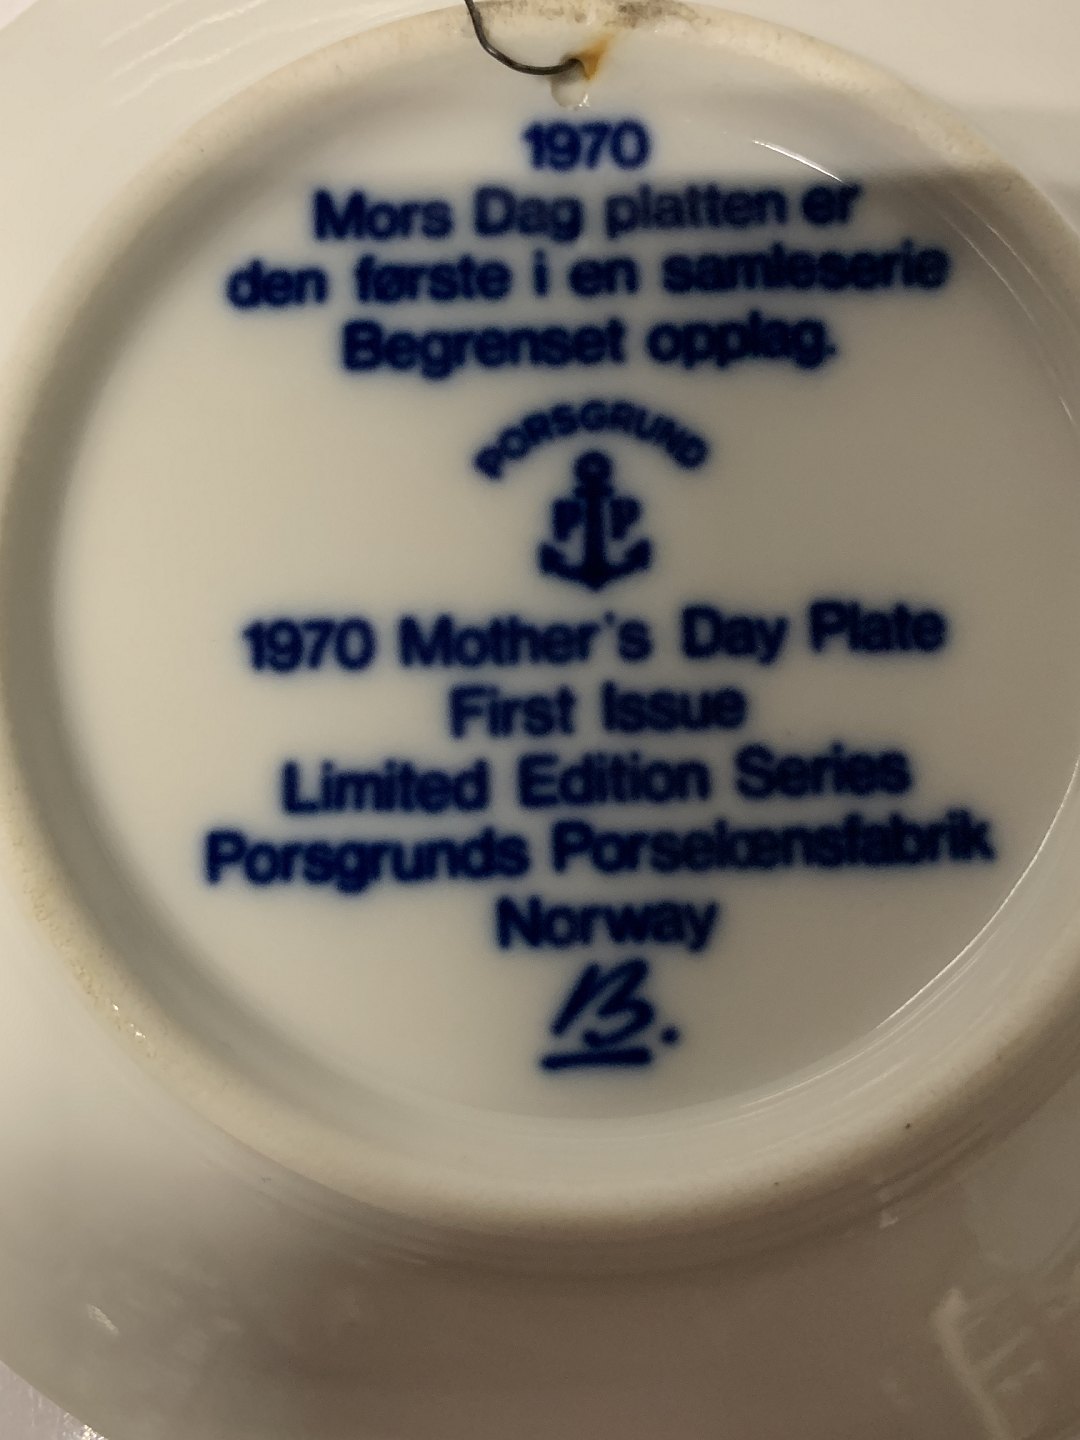 1970
Mors Dag platten er
den første i en samleserie
Begrenset opplag.
PORSGRUND
P P
1970 Mother's Day Plate
First Issue
Limited Edition Series
Porsgrunds Porselænsfabrik
Norway
B.